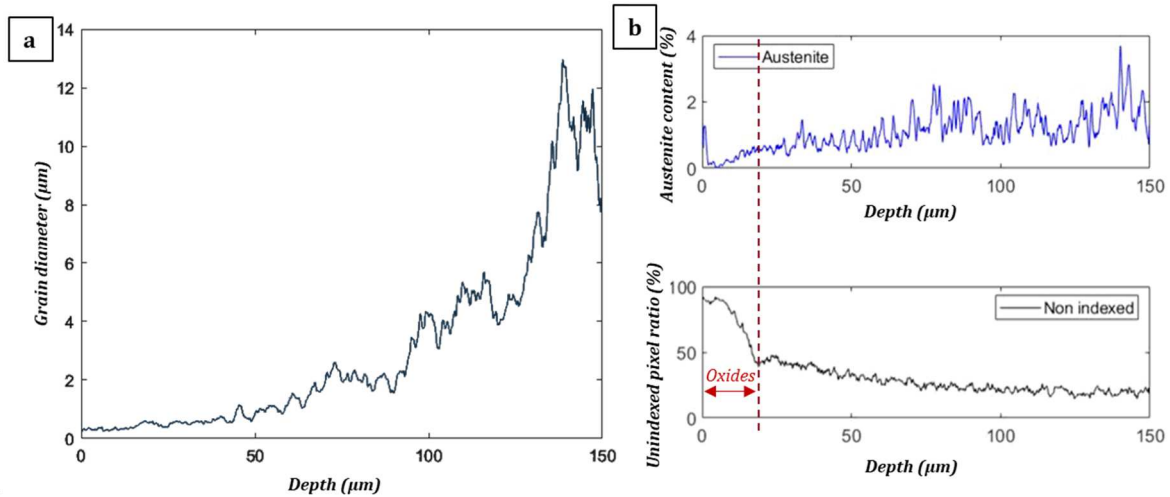 a
14
12
10
8
6
4
2
0
0 50 100 150
Grain diameter (μm)
Depth (μm)
b
4
2
0
0 50 100 150
Austenite
Austenite content (%)
Depth (μm)
100
50
0
0 50 100 150
Non indexed
Oxides
Unindexed pixel ratio (%)
Depth (μm)